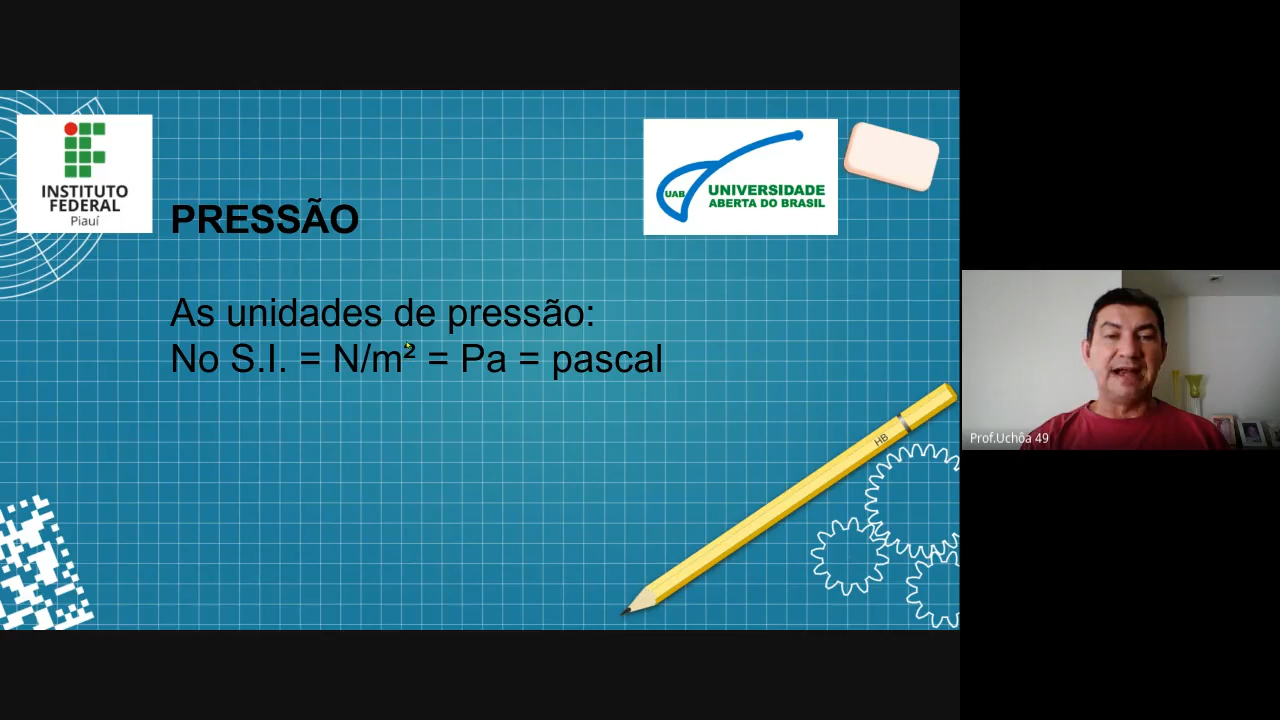 INSTITUTO
FEDERAL
Piauí
PRESSÃO
UAB
UNIVERSIDADE
ABERTA DO BRASIL
As unidades de pressão:
No S.I. = N/m² = Pa = pascal
HB
Prof.Uchôa 49